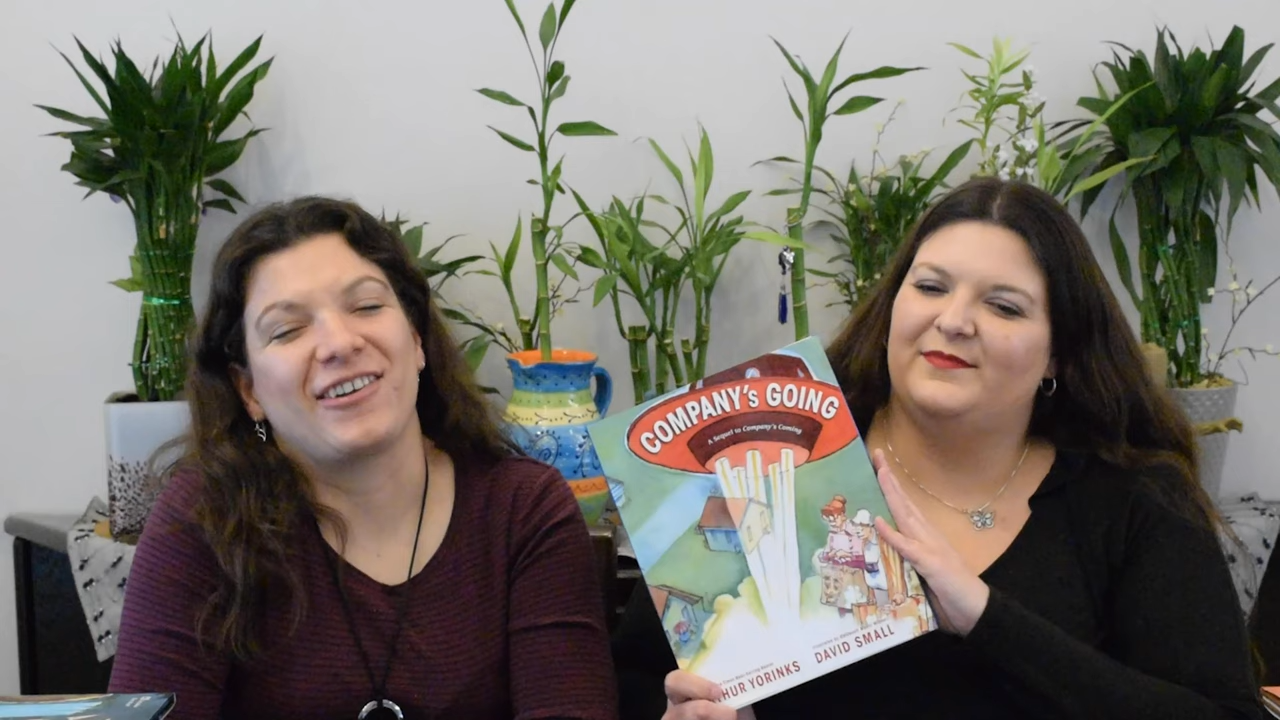 COMPANY'S GOING
A Sequel to Company's Coming
HUR YORINKS
DAVID SMALL